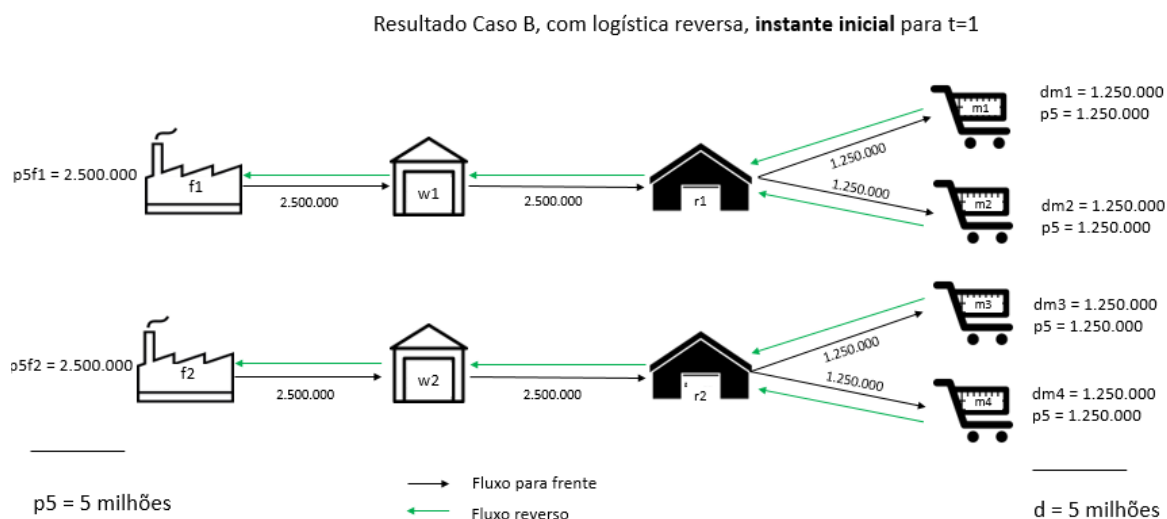 Resultado Caso B, com logística reversa, instante inicial para t=1
dm1 = 1.250.000
p5 = 1.250.000
m1
1.250.000
p5f1 = 2.500.000
f1
2.500.000
w1
2.500.000
r1
1.250.000
m2
dm2 = 1.250.000
p5 = 1.250.000
dm3 = 1.250.000
p5 = 1.250.000
m3
1.250.000
p5f2 = 2.500.000
f2
2.500.000
w2
2.500.000
r2
1.250.000
m4
dm4 = 1.250.000
p5 = 1.250.000
p5 = 5 milhões
Fluxo para frente
Fluxo reverso
d = 5 milhões